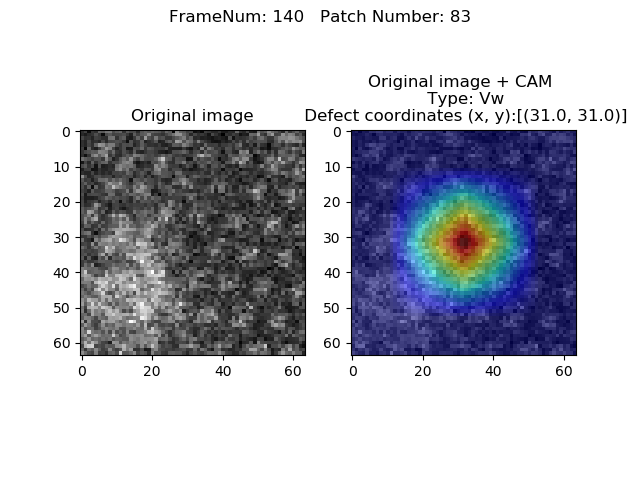 FrameNum: 140   Patch Number: 83
Original image
Original image + CAM
Type: Vw
Defect coordinates (x, y):[(31.0, 31.0)]
0
10
20
30
40
50
60
0 20 40 60
0
10
20
30
40
50
60
0 20 40 60